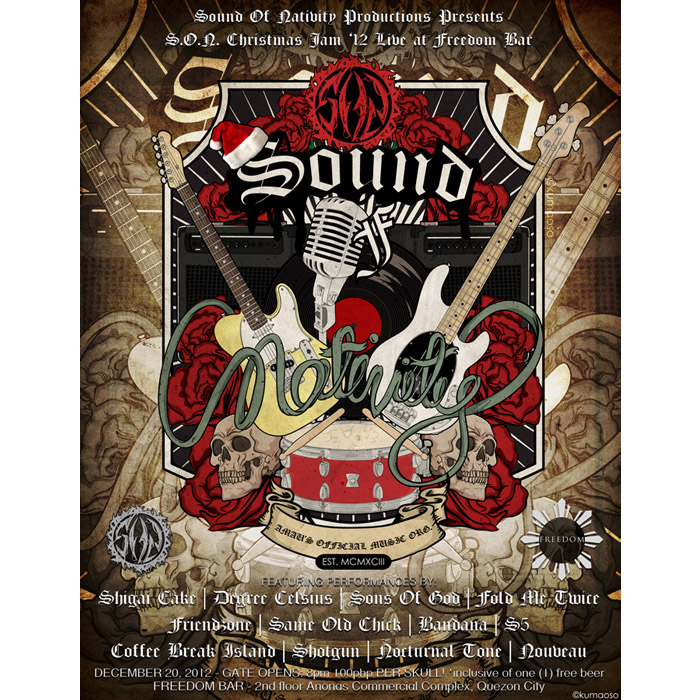 Sound Of Nativity Productions Presents
S.O.N. Christmas Jam '12 Live at Freedom Bar
SON
Sound
of
Nativity
AMAU'S OFFICIAL MUSIC ORG.
EST. MCMXCIII
SON
FREEDOM
FEATURING PERFORMANCES BY:
Shigai Cake | Degree Celsius | Sons Of God | Fold Me Twice
Friendzone | Same Old Chick | Bandana | S5
Coffee Break Island | Shotgun | Nocturnal Tone | Nouveau
DECEMBER 20, 2012 - GATE OPENS: 8pm 100php PER SKULL! *inclusive of one (1) free beer
FREEDOM BAR - 2nd floor Anonas Commercial Complex, Quezon City
©kumaoso